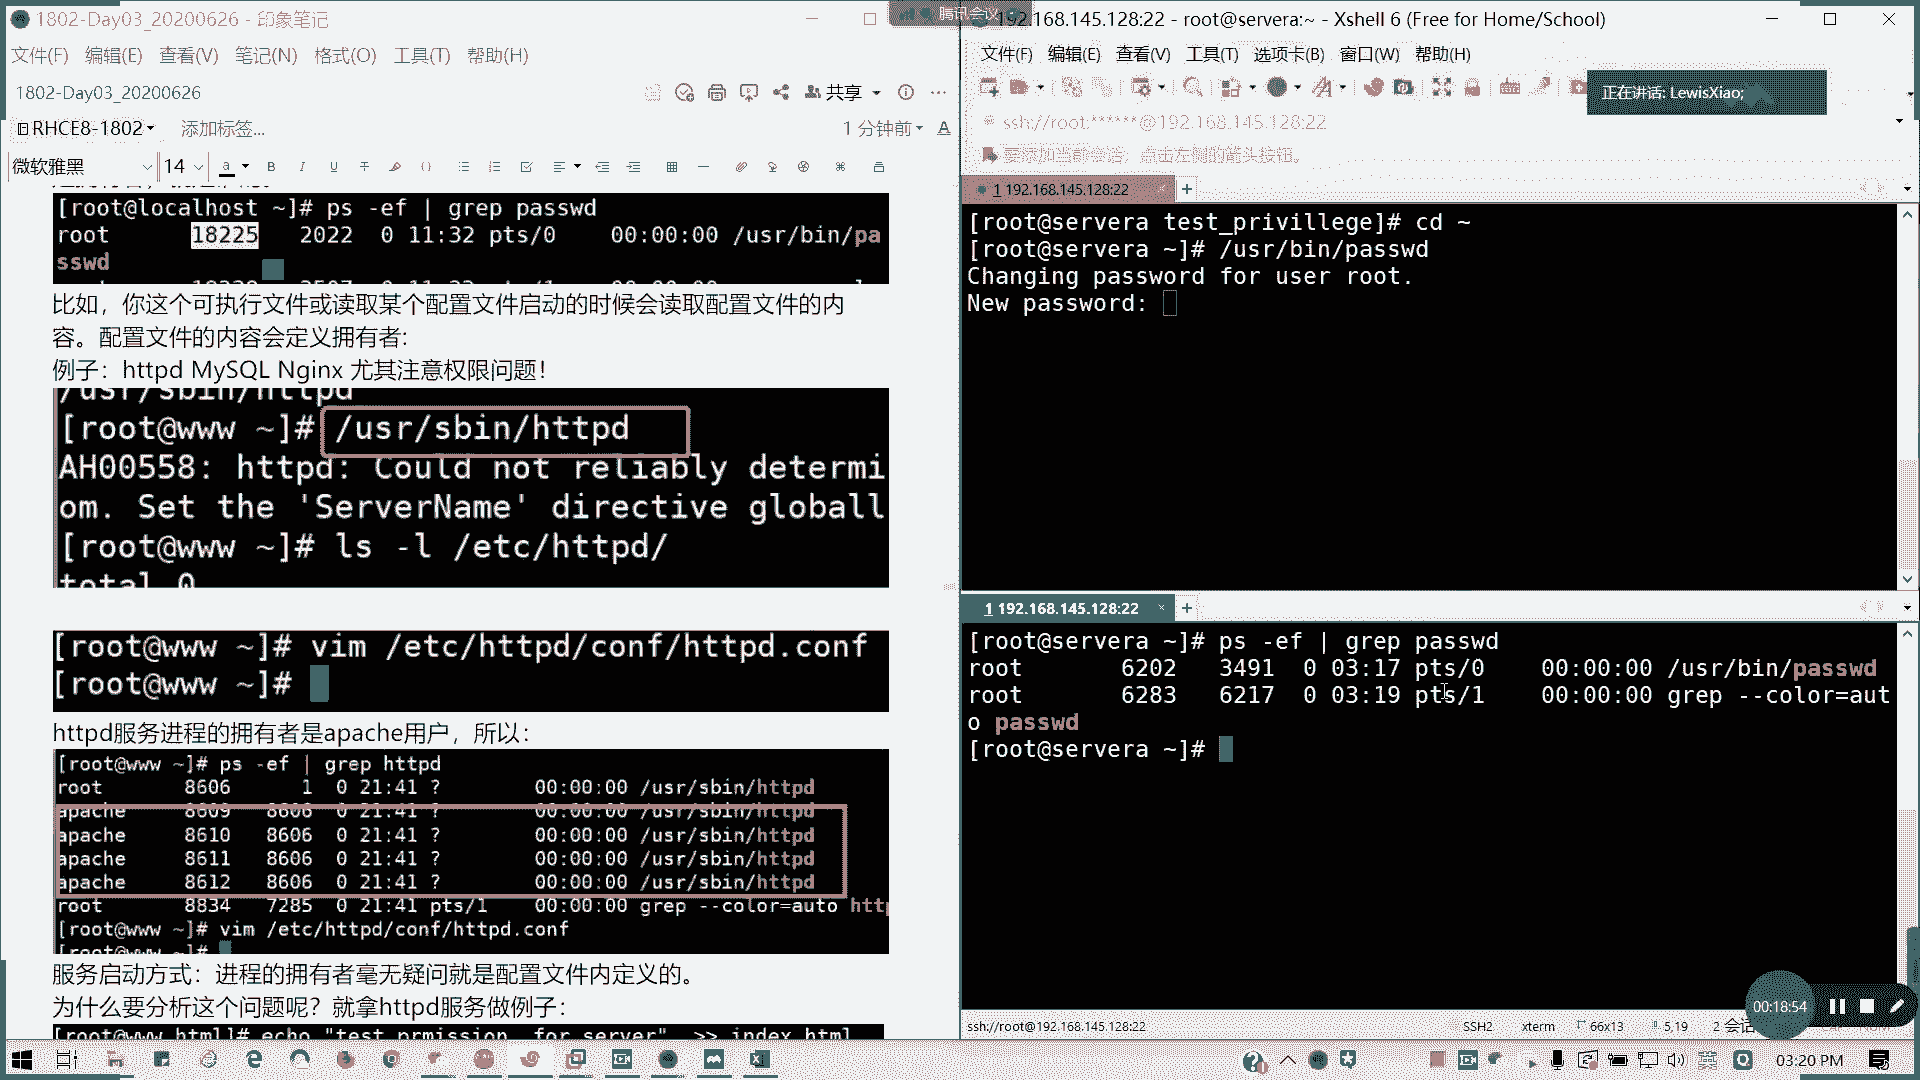 1802-Day03_20200626 - 印象笔记
文件(F) 编辑(E) 查看(V) 笔记(N) 格式(O) 工具(T) 帮助(H)
1802-Day03_20200626
共享
RHCE8-1802
添加标签...
1 分钟前
微软雅黑
14
[root@localhost ~]# ps -ef | grep passwd
root 18225 2022 0 11:32 pts/0 00:00:00 /usr/bin/pa
sswd
比如，你这个可执行文件或读取某个配置文件启动的时候会读取配置文件的内
容。配置文件的内容会定义拥有者:
例子：httpd MySQL Nginx 尤其注意权限问题！
/usr/sbin/httpd
[root@www ~]# /usr/sbin/httpd
AH00558: httpd: Could not reliably determi
om. Set the 'ServerName' directive globall
[root@www ~]# ls -l /etc/httpd/
total 0
[root@www ~]# vim /etc/httpd/conf/httpd.conf
[root@www ~]#
httpd服务进程的拥有者是apache用户，所以：
[root@www ~]# ps -ef | grep httpd
root 8606 1 0 21:41 ? 00:00:00 /usr/sbin/httpd
apache 8609 8606 0 21:41 ? 00:00:00 /usr/sbin/httpd
apache 8610 8606 0 21:41 ? 00:00:00 /usr/sbin/httpd
apache 8611 8606 0 21:41 ? 00:00:00 /usr/sbin/httpd
apache 8612 8606 0 21:41 ? 00:00:00 /usr/sbin/httpd
root 8834 7285 0 21:41 pts/1 00:00:00 grep --color=auto htt
[root@www ~]# vim /etc/httpd/conf/httpd.conf
[root@www ~]#
服务启动方式：进程的拥有者毫无疑问就是配置文件内定义的。
为什么要分析这个问题呢？就拿httpd服务做例子：
[root@www html]# echo "test prmission for server" >> index.html
腾讯会议
192.168.145.128:22 - root@servera:~ - Xshell 6 (Free for Home/School)
文件(F) 编辑(E) 查看(V) 工具(T) 选项卡(B) 窗口(W) 帮助(H)
正在讲话: LewisXiao;
ssh://root:******@192.168.145.128:22
要添加当前会话，点击左侧的箭头按钮。
1 192.168.145.128:22
[root@servera test_privillege]# cd ~
[root@servera ~]# /usr/bin/passwd
Changing password for user root.
New password:
1 192.168.145.128:22
[root@servera ~]# ps -ef | grep passwd
root 6202 3491 0 03:17 pts/0 00:00:00 /usr/bin/passwd
root 6283 6217 0 03:19 pts/1 00:00:00 grep --color=aut
o passwd
[root@servera ~]#
00:18:54
ssh://root@192.168.145.128:22
SSH2
xterm
66x13
5,19
2 会话
英
03:20 PM